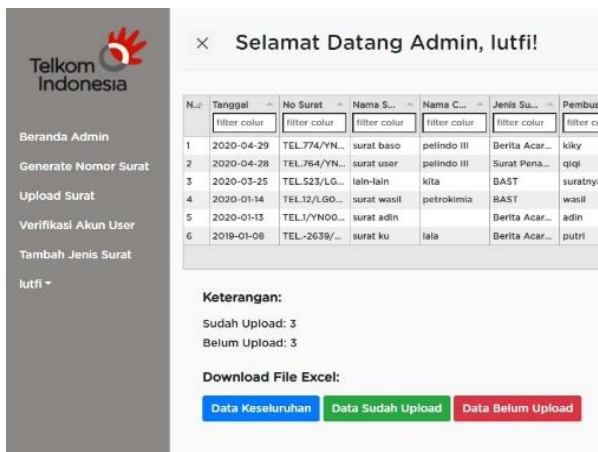 Telkom
Indonesia
Beranda Admin
Generate Nomor Surat
Upload Surat
Verifikasi Akun User
Tambah Jenis Surat
lutfi
× Selamat Datang Admin, lutfi!
N... Tanggal No Surat Nama S... Nama C... Jenis Su... Pembua
filter colur filter colur filter colur filter colur filter colur filter c
1 2020-04-29 TEL.774/YN... surat baso pelindo III Berita Acar... kiky
2 2020-04-28 TEL.764/YN... surat user pelindo III Surat Pena... qiqi
3 2020-03-25 TEL.523/LG... lain-lain kita BAST suratnya
4 2020-01-14 TEL.12/LG0... surat wasil petrokimia BAST wasil
5 2020-01-13 TEL.1/YN00... surat adin Berita Acar... adin
6 2019-01-08 TEL.-2639/... surat ku lala Berita Acar... putri
Keterangan:
Sudah Upload: 3
Belum Upload: 3
Download File Excel:
Data Keseluruhan Data Sudah Upload Data Belum Upload